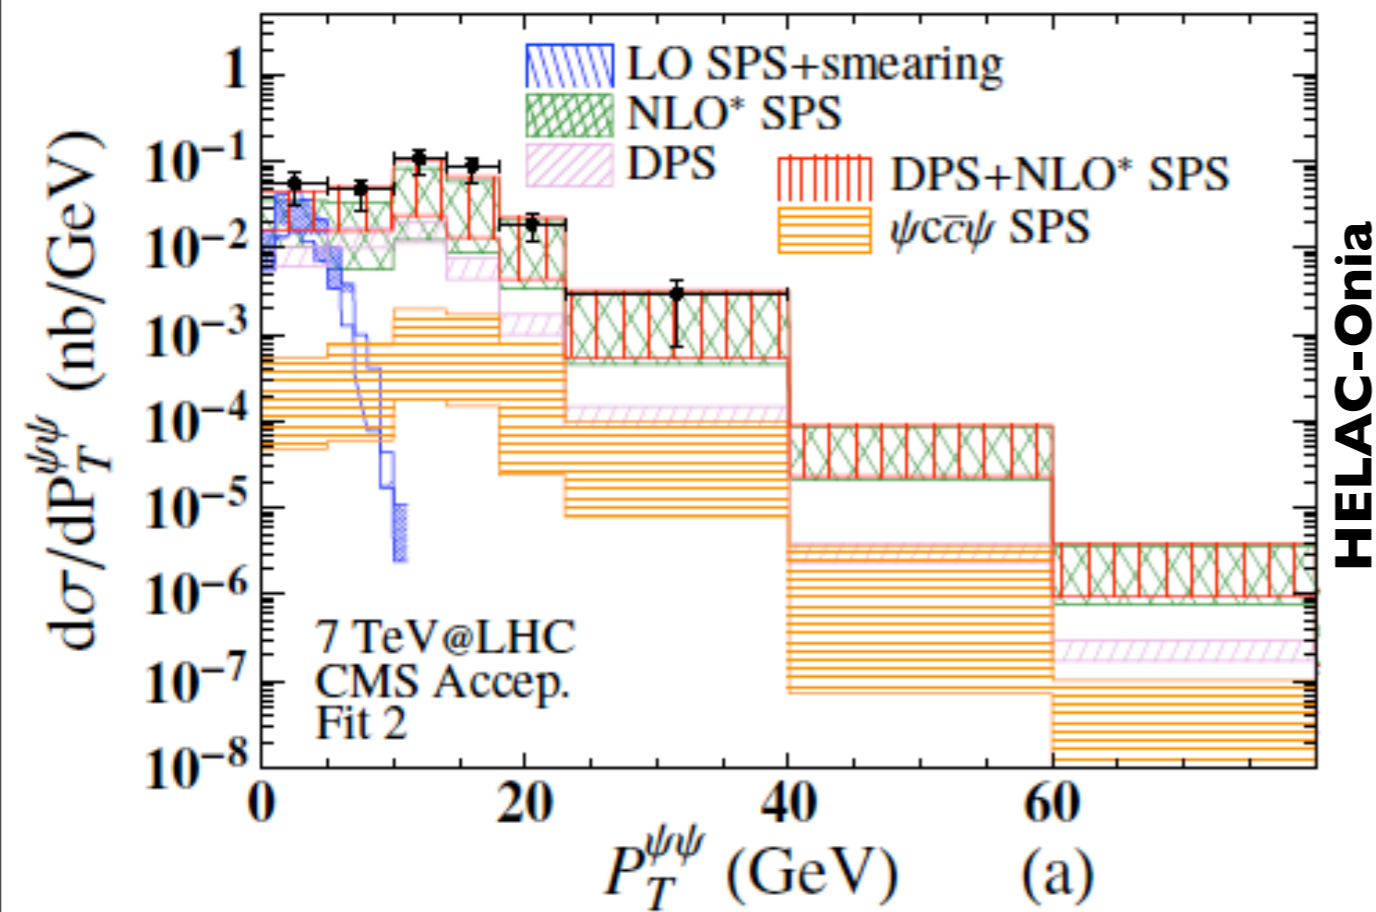 LO SPS+smearing
NLO* SPS
DPS
DPS+NLO* SPS
ψcc̅ψ SPS
dσ/dP_T^ψψ (nb/GeV)
1
10⁻¹
10⁻²
10⁻³
10⁻⁴
10⁻⁵
10⁻⁶
10⁻⁷
10⁻⁸
7 TeV@LHC
CMS Accep.
Fit 2
0 20 40 60
P_T^ψψ (GeV) (a)
HELAC-Onia